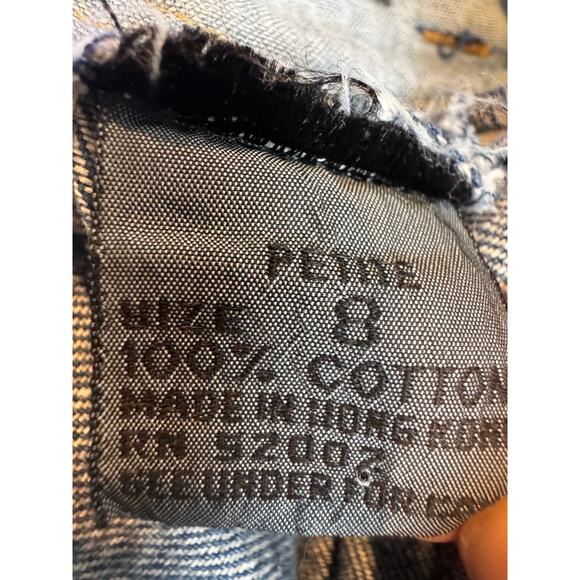 PETITE
SIZE 8
100% COTTON
MADE IN HONG KONG
RN 52002
SEE UNDER FOR